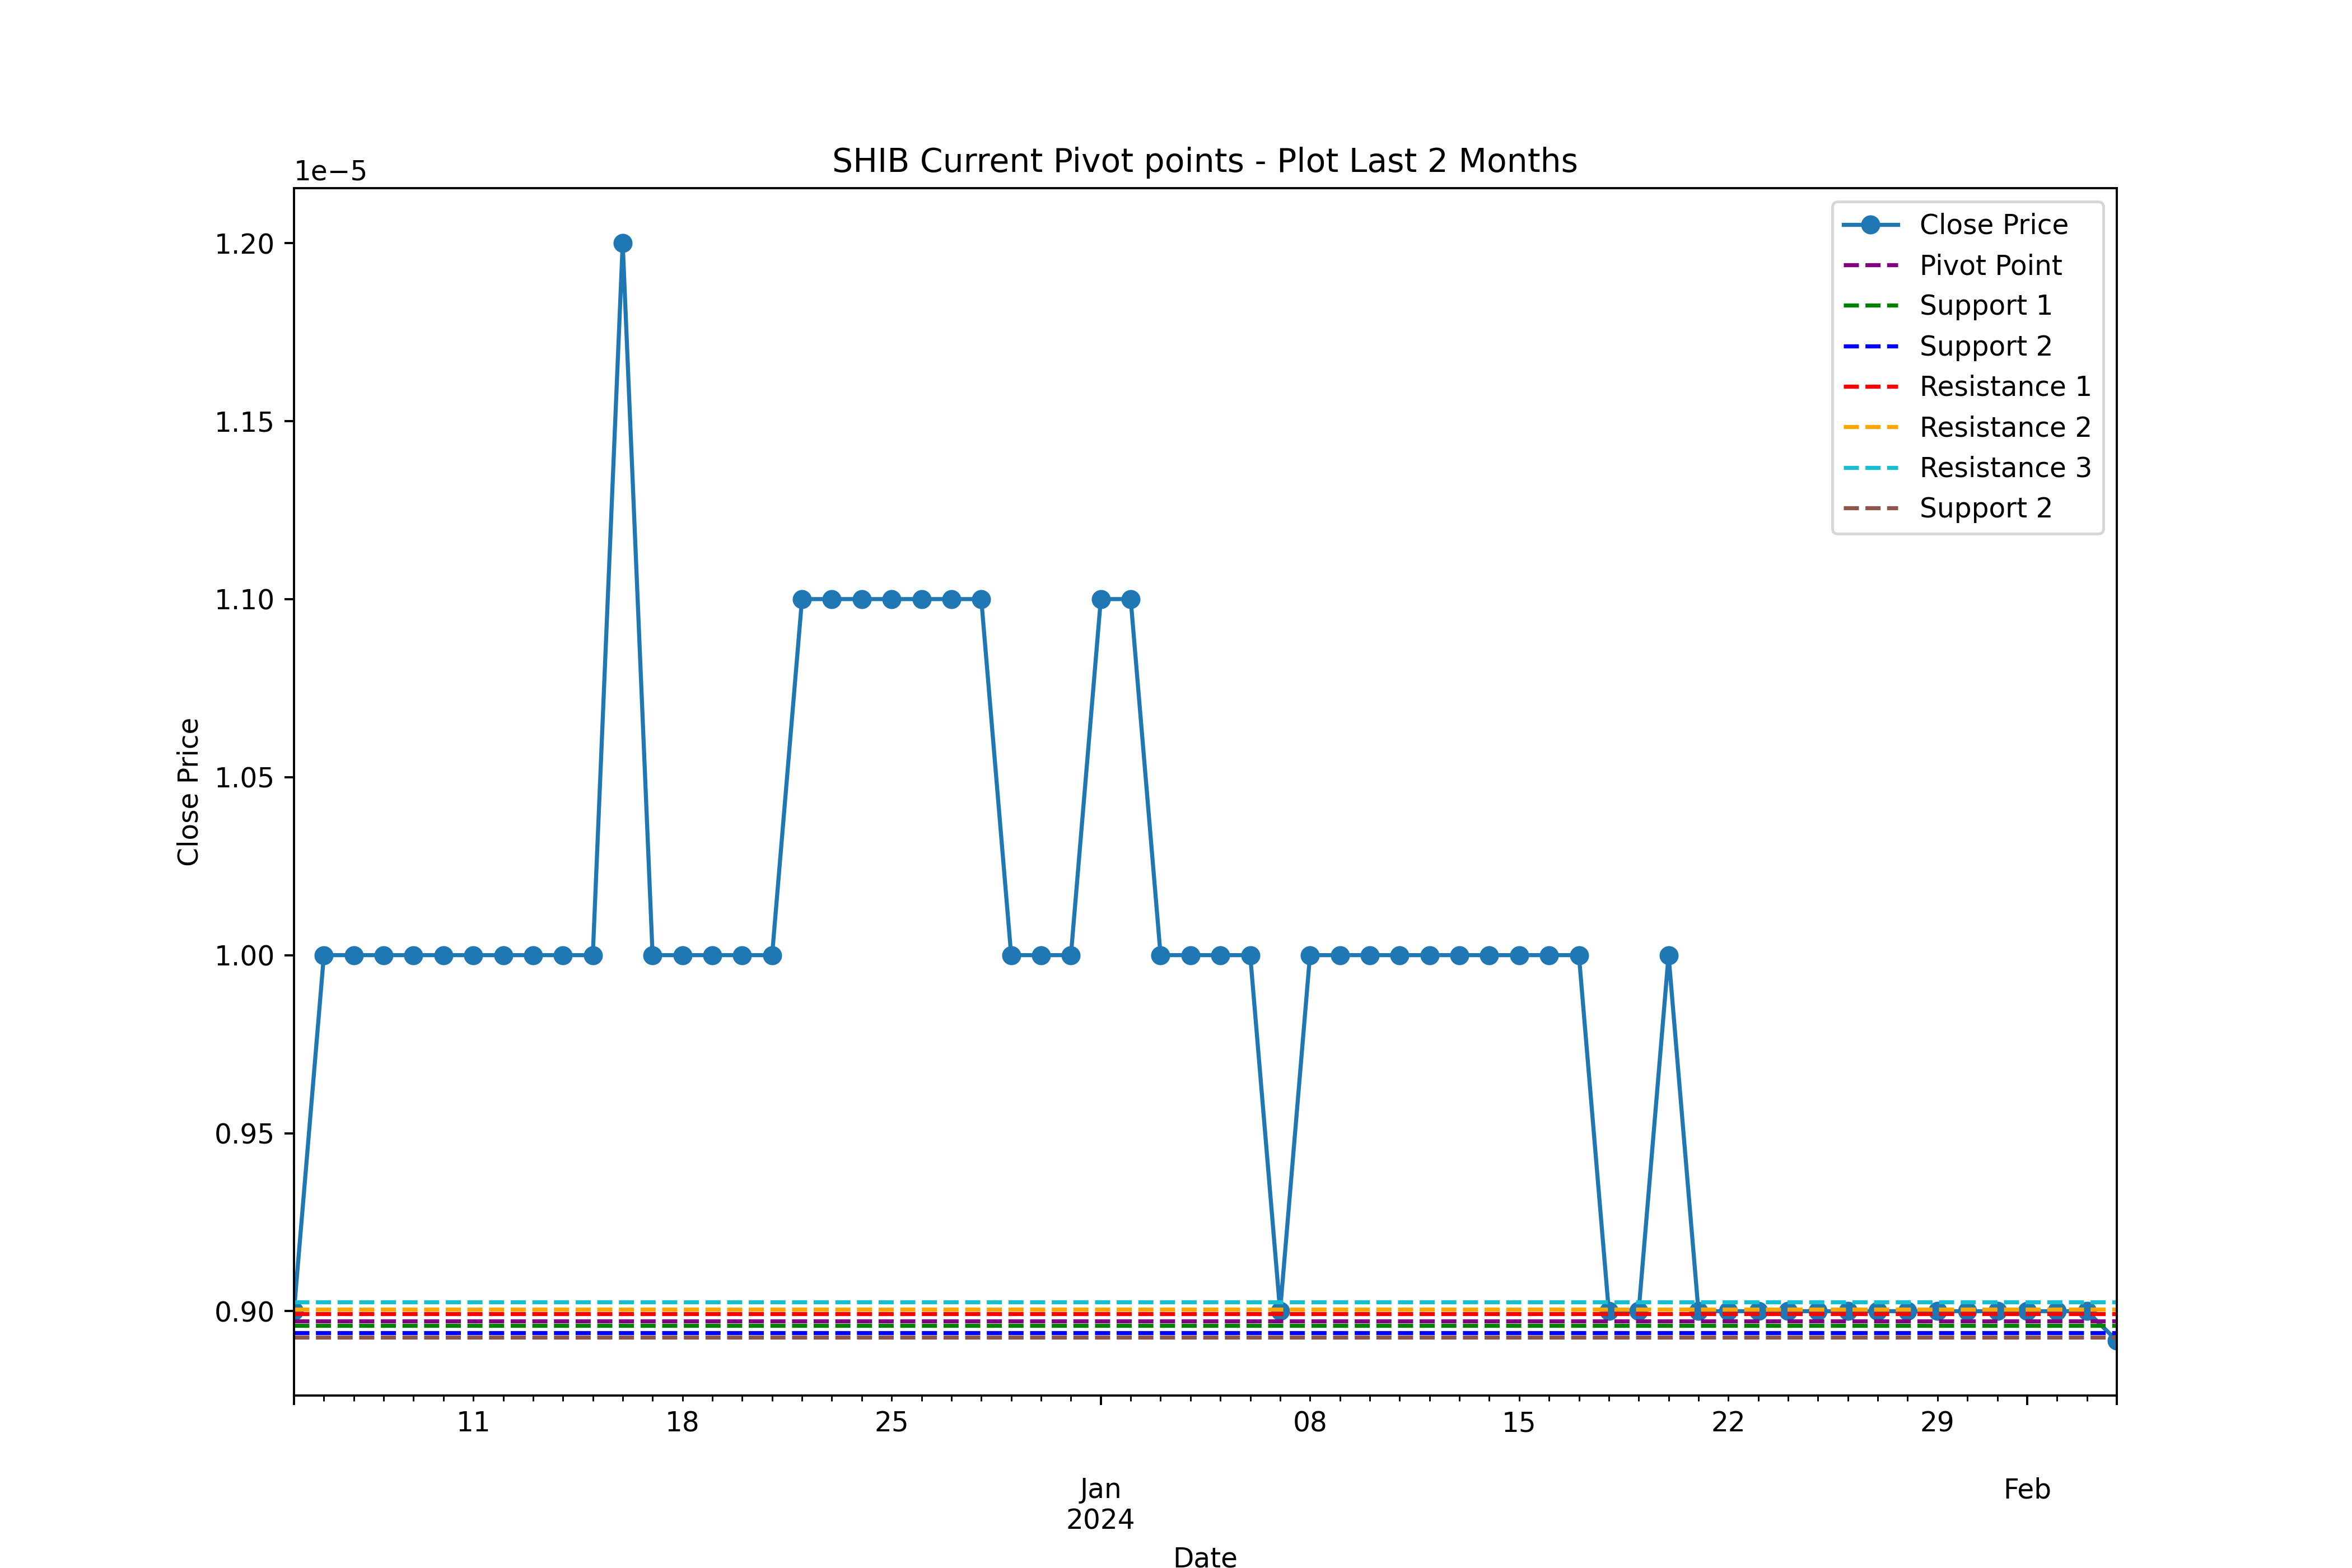 SHIB Current Pivot points - Plot Last 2 Months
1e−5
1.20
1.15
1.10
1.05
1.00
0.95
0.90
Close Price
Close Price
Pivot Point
Support 1
Support 2
Resistance 1
Resistance 2
Resistance 3
Support 2
11
18
25
08
15
22
29
Jan
2024
Feb
Date